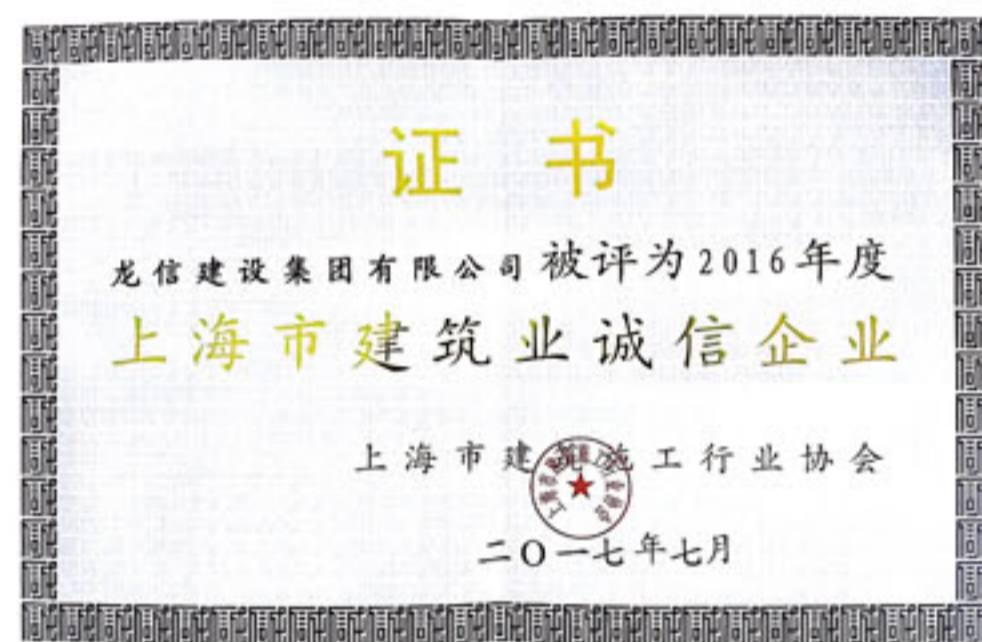 证书
龙信建设集团有限公司被评为2016年度
上海市建筑业诚信企业
上海市建筑施工行业协会
二〇一七年七月